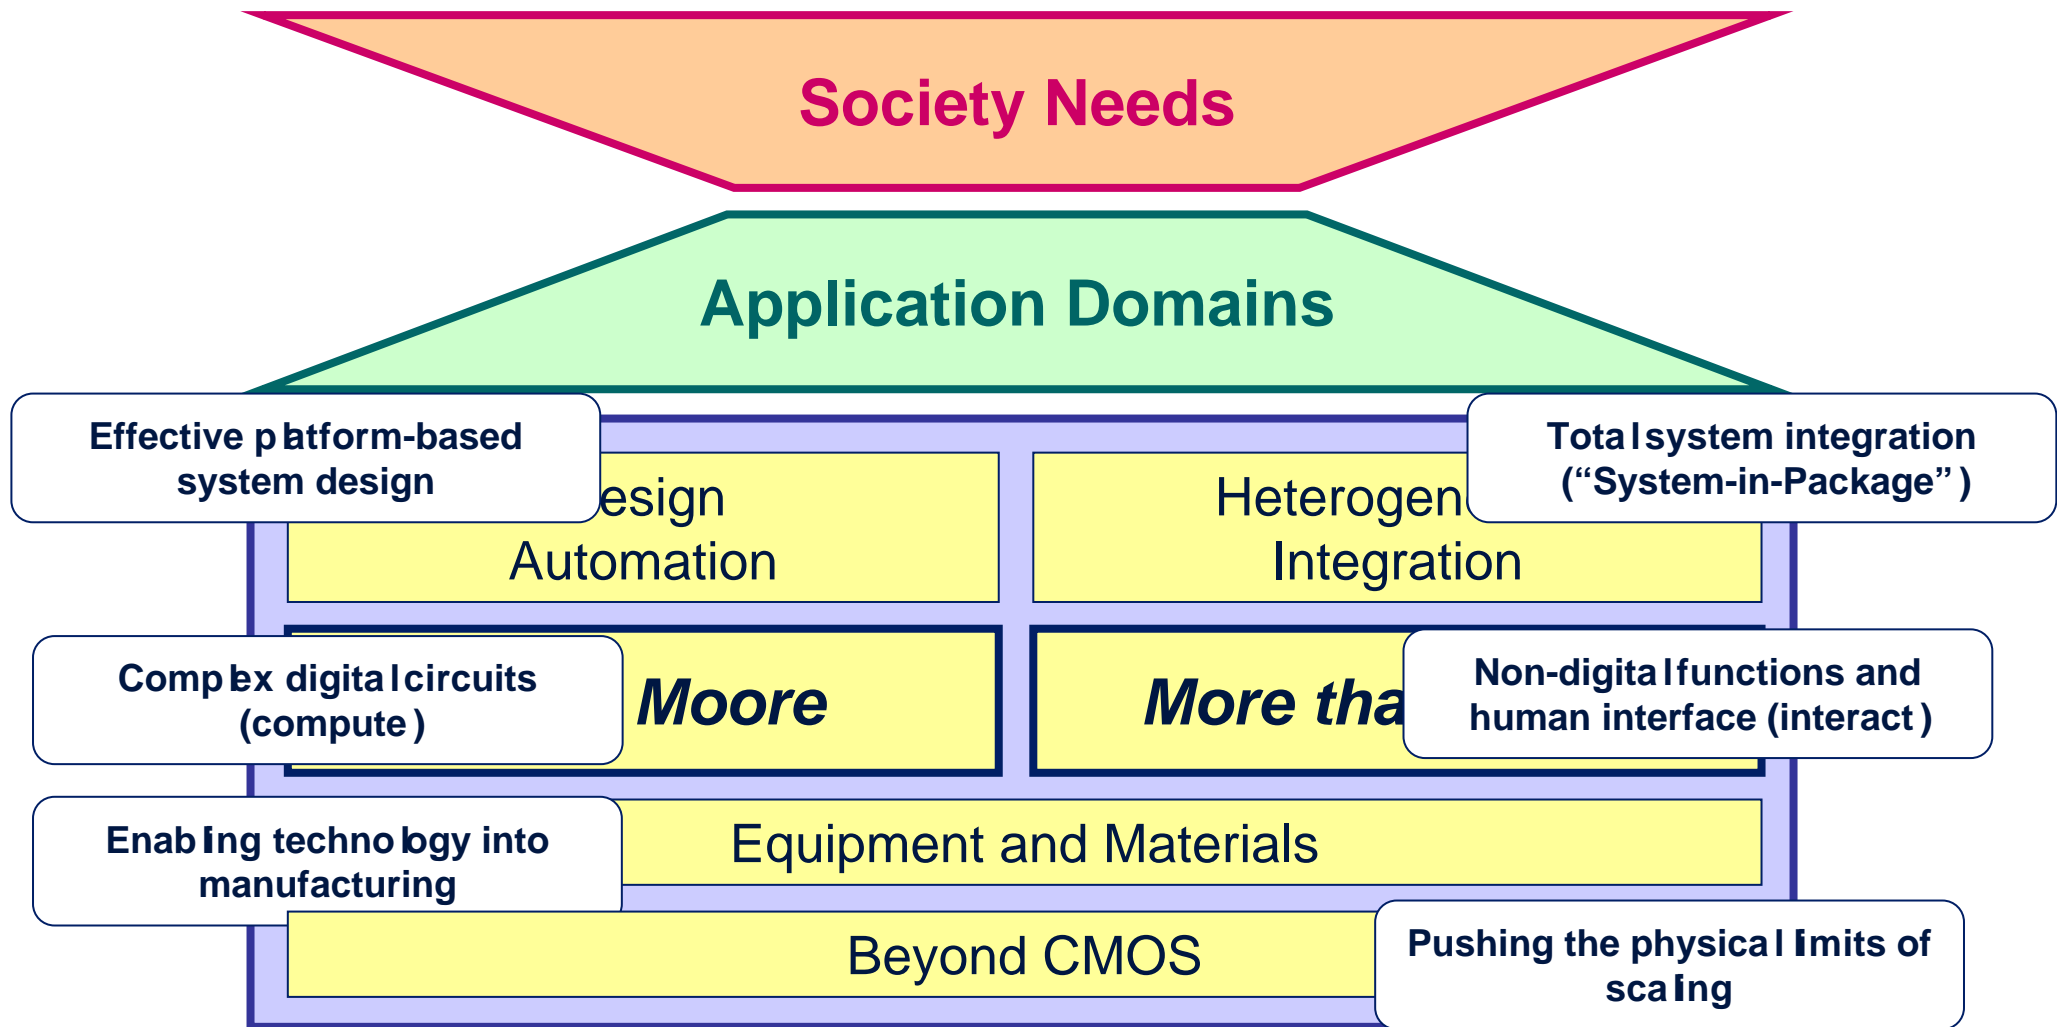 Society Needs
Application Domains
Effective platform-based
system design
Total system integration
(“System-in-Package”)
esign
Automation
Heterogen
Integration
Complex digital circuits
(compute)
Moore
More tha
Non-digital functions and
human interface (interact)
Enabling technology into
manufacturing
Equipment and Materials
Beyond CMOS
Pushing the physical limits of
scaling